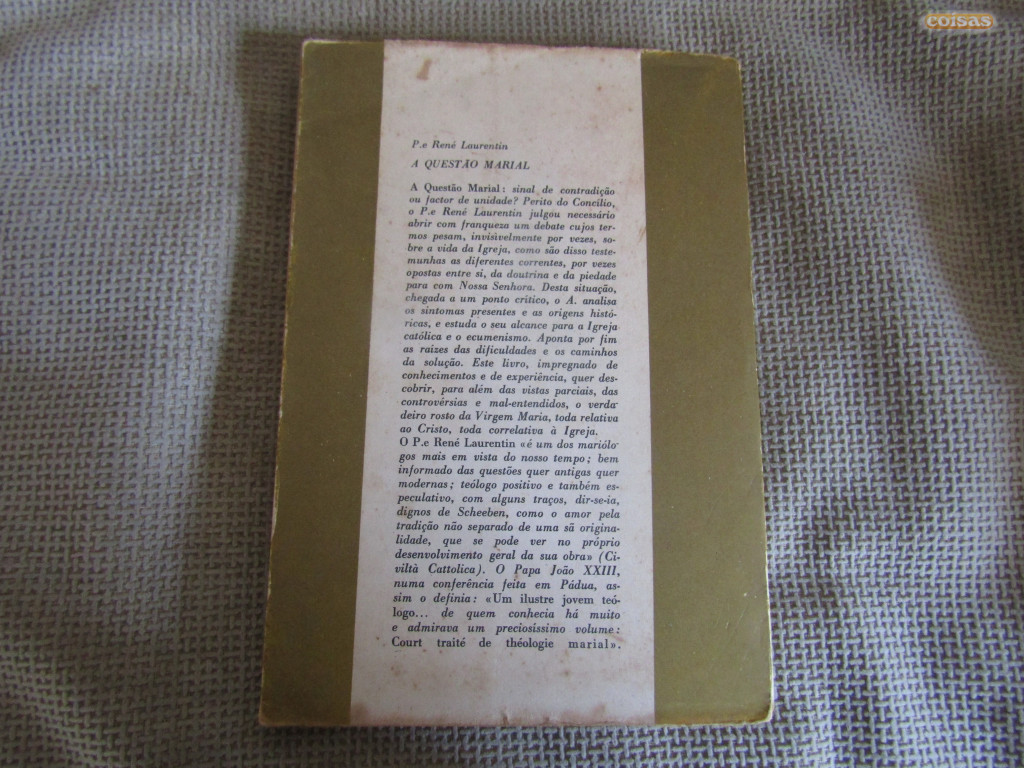 coisas
P.e René Laurentin
A QUESTÃO MARIAL
A Questão Marial: sinal de contradição
ou factor de unidade? Perito do Concílio,
o P.e René Laurentin julgou necessário
abrir com franqueza um debate cujos ter-
mos pesam, invisìvelmente por vezes, so-
bre a vida da Igreja, como são disso teste-
munhas as diferentes correntes, por vezes
opostas entre si, da doutrina e da piedade
para com Nossa Senhora. Desta situação,
chegada a um ponto crítico, o A. analisa
os sintomas presentes e as origens histó-
ricas, e estuda o seu alcance para a Igreja
católica e o ecumenismo. Aponta por fim
as raízes das dificuldades e os caminhos
da solução. Este livro, impregnado de
conhecimentos e de experiência, quer des-
cobrir, para além das vistas parciais, das
controvérsias e mal-entendidos, o verda-
deiro rosto da Virgem Maria, toda relativa
ao Cristo, toda correlativa à Igreja.
O P.e René Laurentin «é um dos mariólo-
gos mais em vista do nosso tempo; bem
informado das questões quer antigas quer
modernas; teólogo positivo e também es-
peculativo, com alguns traços, dir-se-ia,
dignos de Scheeben, como o amor pela
tradição não separado de uma sã origina-
lidade, que se pode ver no próprio
desenvolvimento geral da sua obra» (Ci-
viltà Cattolica). O Papa João XXIII,
numa conferência feita em Pádua, as-
sim o definia: «Um ilustre jovem teó-
logo... de quem conhecia há muito
e admirava um preciosíssimo volume:
Court traité de théologie marial».